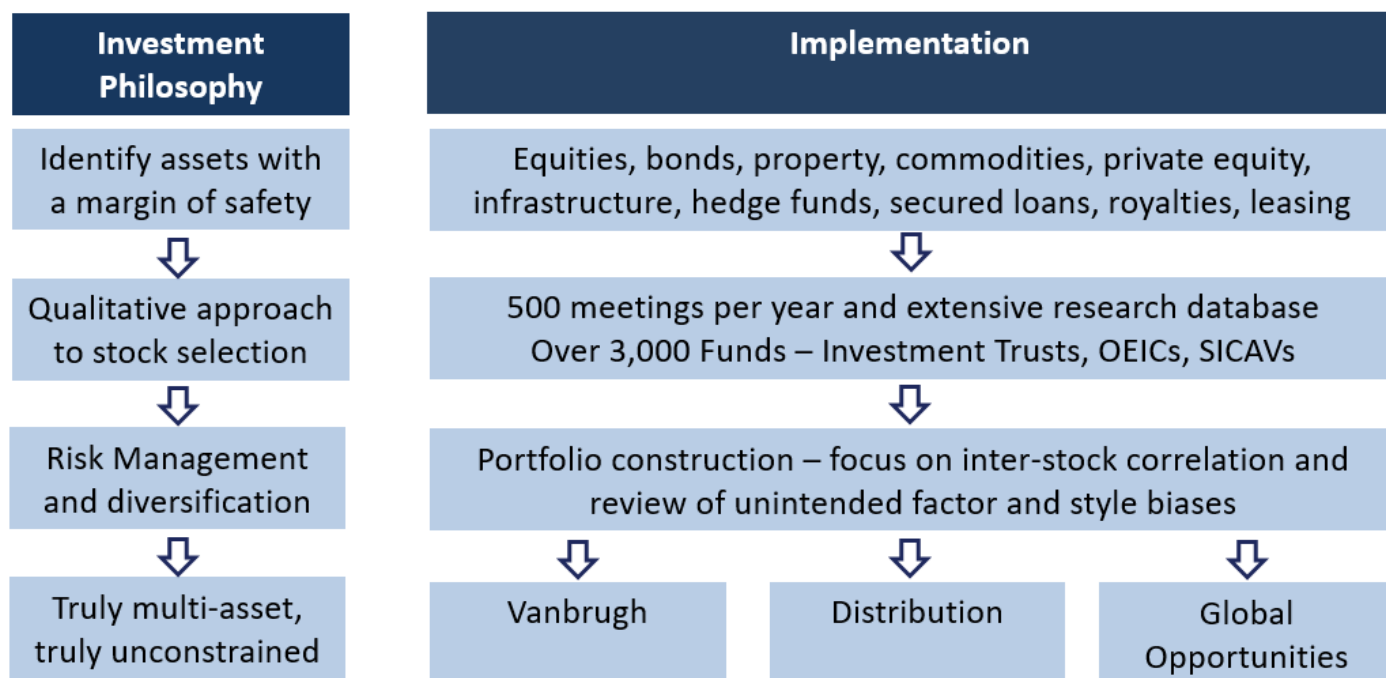 Investment
Philosophy
Implementation
Identify assets with
a margin of safety
Equities, bonds, property, commodities, private equity,
infrastructure, hedge funds, secured loans, royalties, leasing
Qualitative approach
to stock selection
500 meetings per year and extensive research database
Over 3,000 Funds – Investment Trusts, OEICs, SICAVs
Risk Management
and diversification
Portfolio construction – focus on inter-stock correlation and
review of unintended factor and style biases
Truly multi-asset,
truly unconstrained
Vanbrugh
Distribution
Global
Opportunities